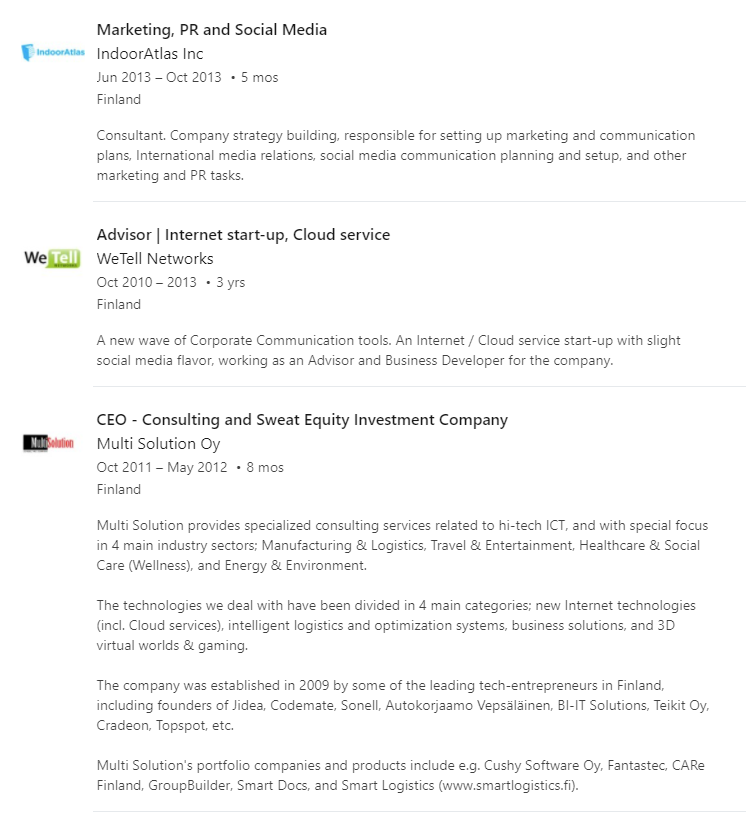 Marketing, PR and Social Media
IndoorAtlas
IndoorAtlas Inc
Jun 2013 – Oct 2013 • 5 mos
Finland
Consultant. Company strategy building, responsible for setting up marketing and communication
plans, International media relations, social media communication planning and setup, and other
marketing and PR tasks.
Advisor | Internet start-up, Cloud service
WeTell
WeTell Networks
Oct 2010 – 2013 • 3 yrs
Finland
A new wave of Corporate Communication tools. An Internet / Cloud service start-up with slight
social media flavor, working as an Advisor and Business Developer for the company.
CEO - Consulting and Sweat Equity Investment Company
MultiSolution
Multi Solution Oy
Oct 2011 – May 2012 • 8 mos
Finland
Multi Solution provides specialized consulting services related to hi-tech ICT, and with special focus
in 4 main industry sectors; Manufacturing & Logistics, Travel & Entertainment, Healthcare & Social
Care (Wellness), and Energy & Environment.
The technologies we deal with have been divided in 4 main categories; new Internet technologies
(incl. Cloud services), intelligent logistics and optimization systems, business solutions, and 3D
virtual worlds & gaming.
The company was established in 2009 by some of the leading tech-entrepreneurs in Finland,
including founders of Jidea, Codemate, Sonell, Autokorjaamo Vepsäläinen, BI-IT Solutions, Teikit Oy,
Cradeon, Topspot, etc.
Multi Solution's portfolio companies and products include e.g. Cushy Software Oy, Fantastec, CARe
Finland, GroupBuilder, Smart Docs, and Smart Logistics (www.smartlogistics.fi).